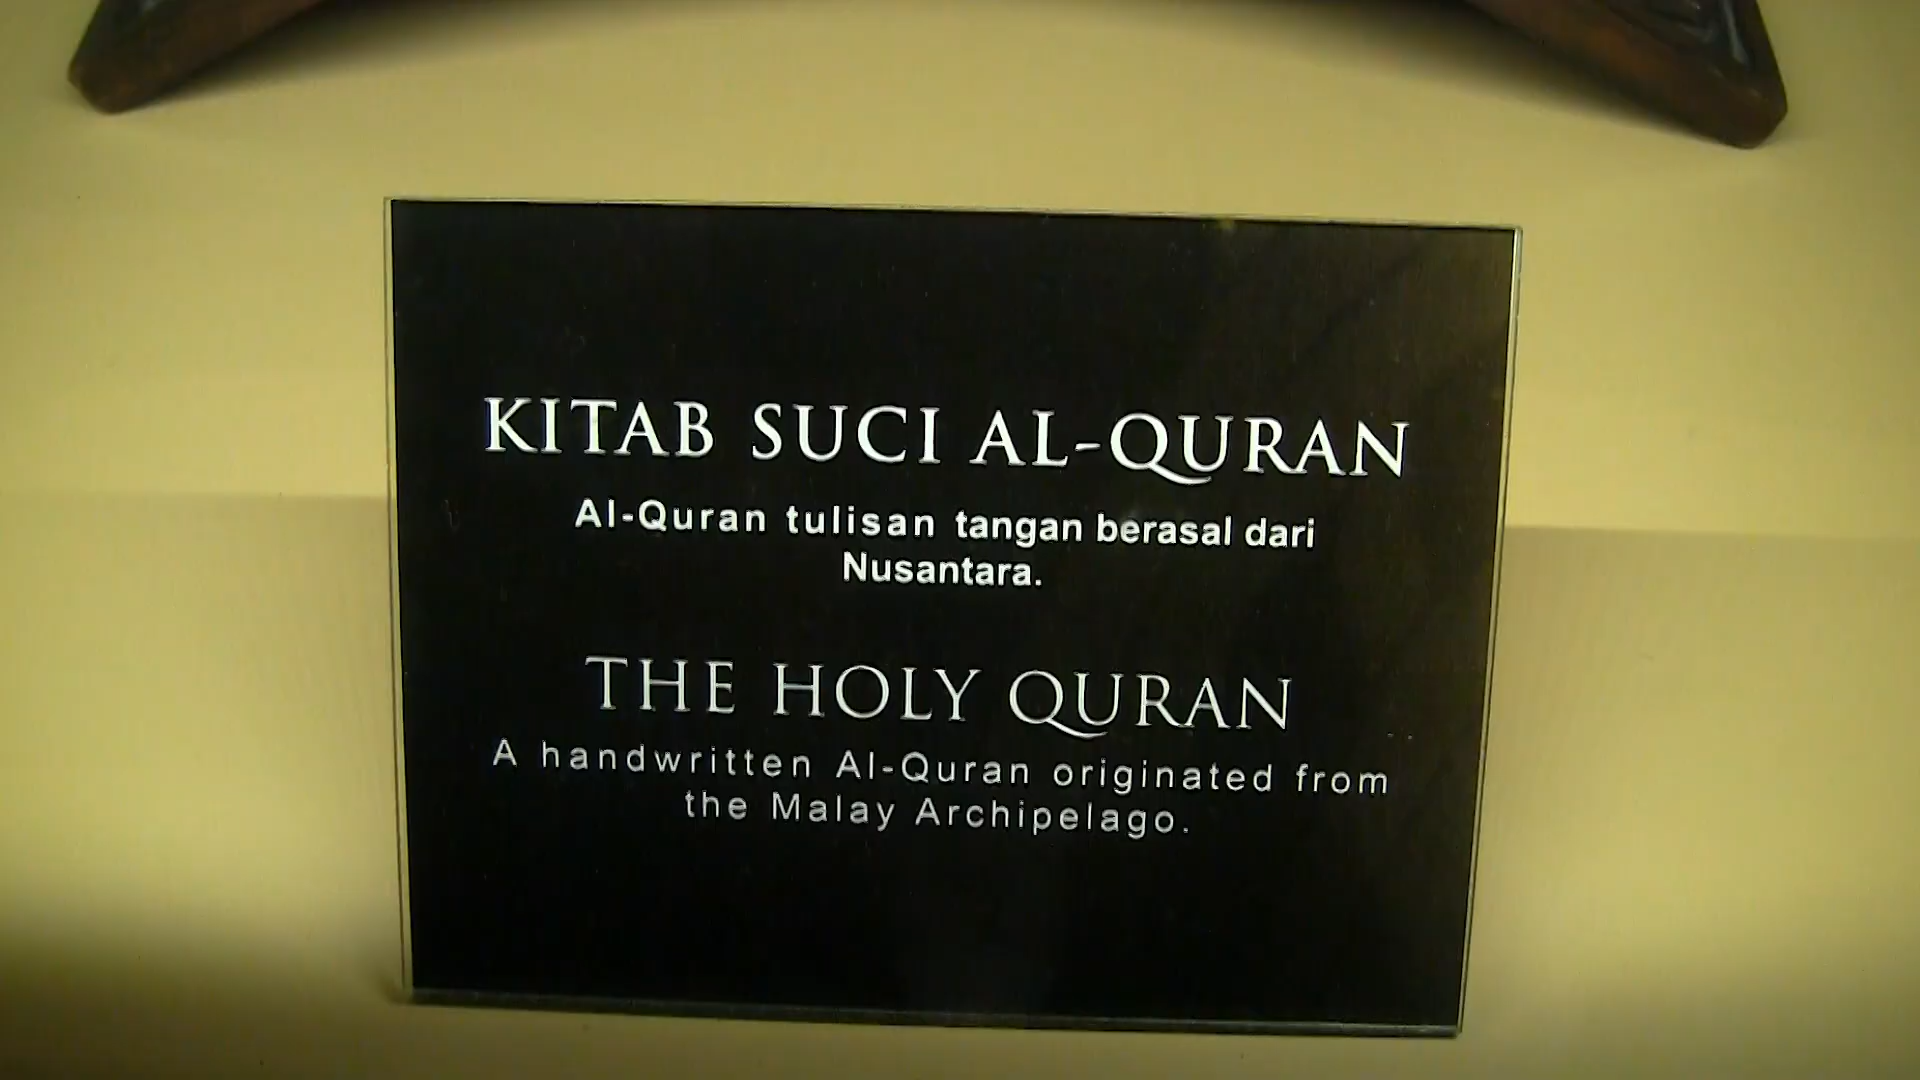 KITAB SUCI AL-QURAN
Al-Quran tulisan tangan berasal dari
Nusantara.
THE HOLY QURAN
A handwritten Al-Quran originated from
the Malay Archipelago.